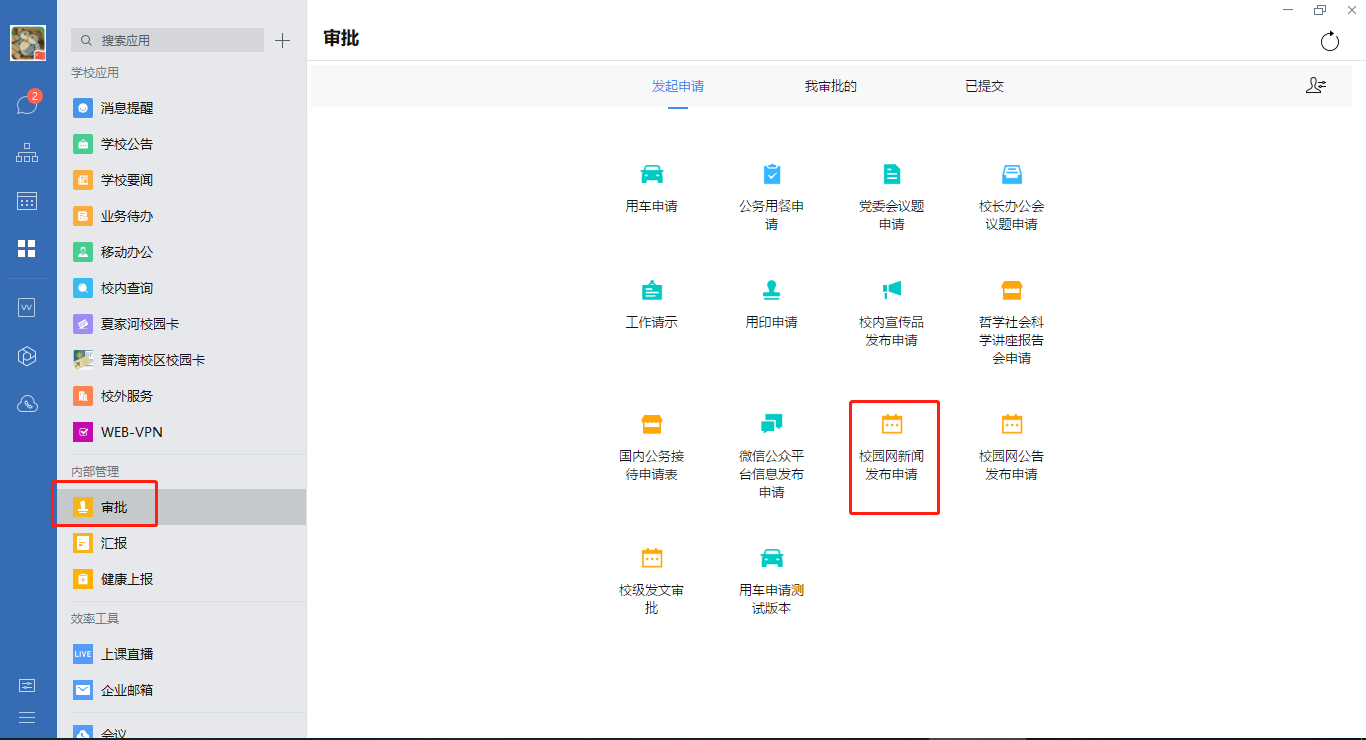 搜索应用
学校应用
2
消息提醒
学校公告
学校要闻
业务待办
移动办公
校内查询
夏家河校园卡
普湾南校区校园卡
校外服务
WEB-VPN
内部管理
审批
汇报
健康上报
效率工具
LIVE
上课直播
企业邮箱
会议
审批
发起申请
我审批的
已提交
用车申请
公务用餐申
请
党委会议题
申请
校长办公会
议题申请
工作请示
用印申请
校内宣传品
发布申请
哲学社会科
学讲座报告
会申请
国内公务接
待申请表
微信公众平
台信息发布
申请
校园网新闻
发布申请
校园网公告
发布申请
校级发文审
批
用车申请测
试版本